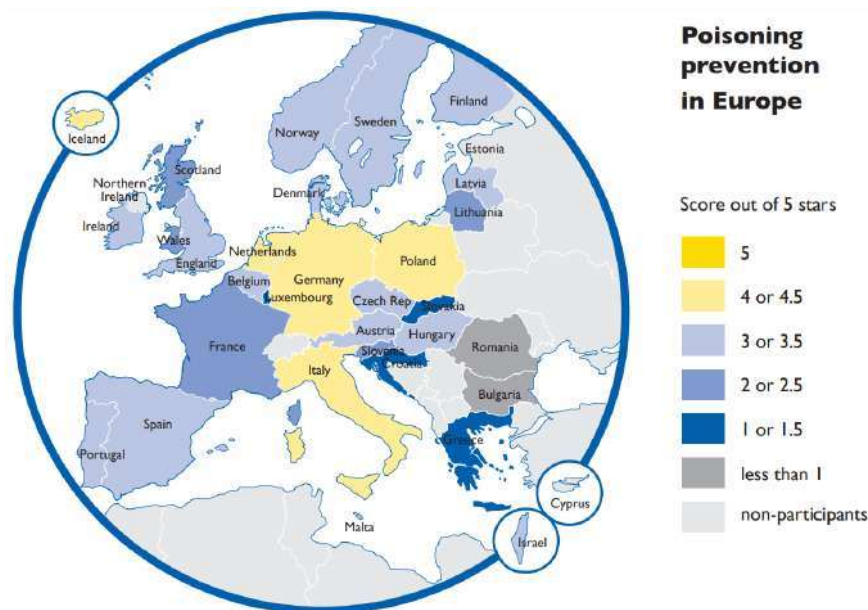 Poisoning
prevention
in Europe
Score out of 5 stars
5
4 or 4.5
3 or 3.5
2 or 2.5
1 or 1.5
less than 1
non-participants
Iceland
Finland
Norway
Sweden
Estonia
Scotland
Northern
Ireland
Denmark
Latvia
Lithuania
Ireland
Wales
England
Netherlands
Belgium
Germany
Poland
Luxembourg
Czech Rep
Slovakia
France
Austria
Hungary
Slovenia
Croatia
Romania
Italy
Bulgaria
Portugal
Spain
Greece
Malta
Cyprus
Israel